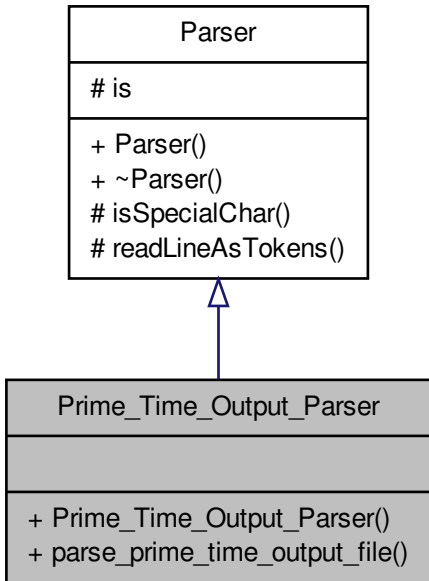 Parser
# is
+ Parser()
+ ~Parser()
# isSpecialChar()
# readLineAsTokens()
Prime_Time_Output_Parser
+ Prime_Time_Output_Parser()
+ parse_prime_time_output_file()